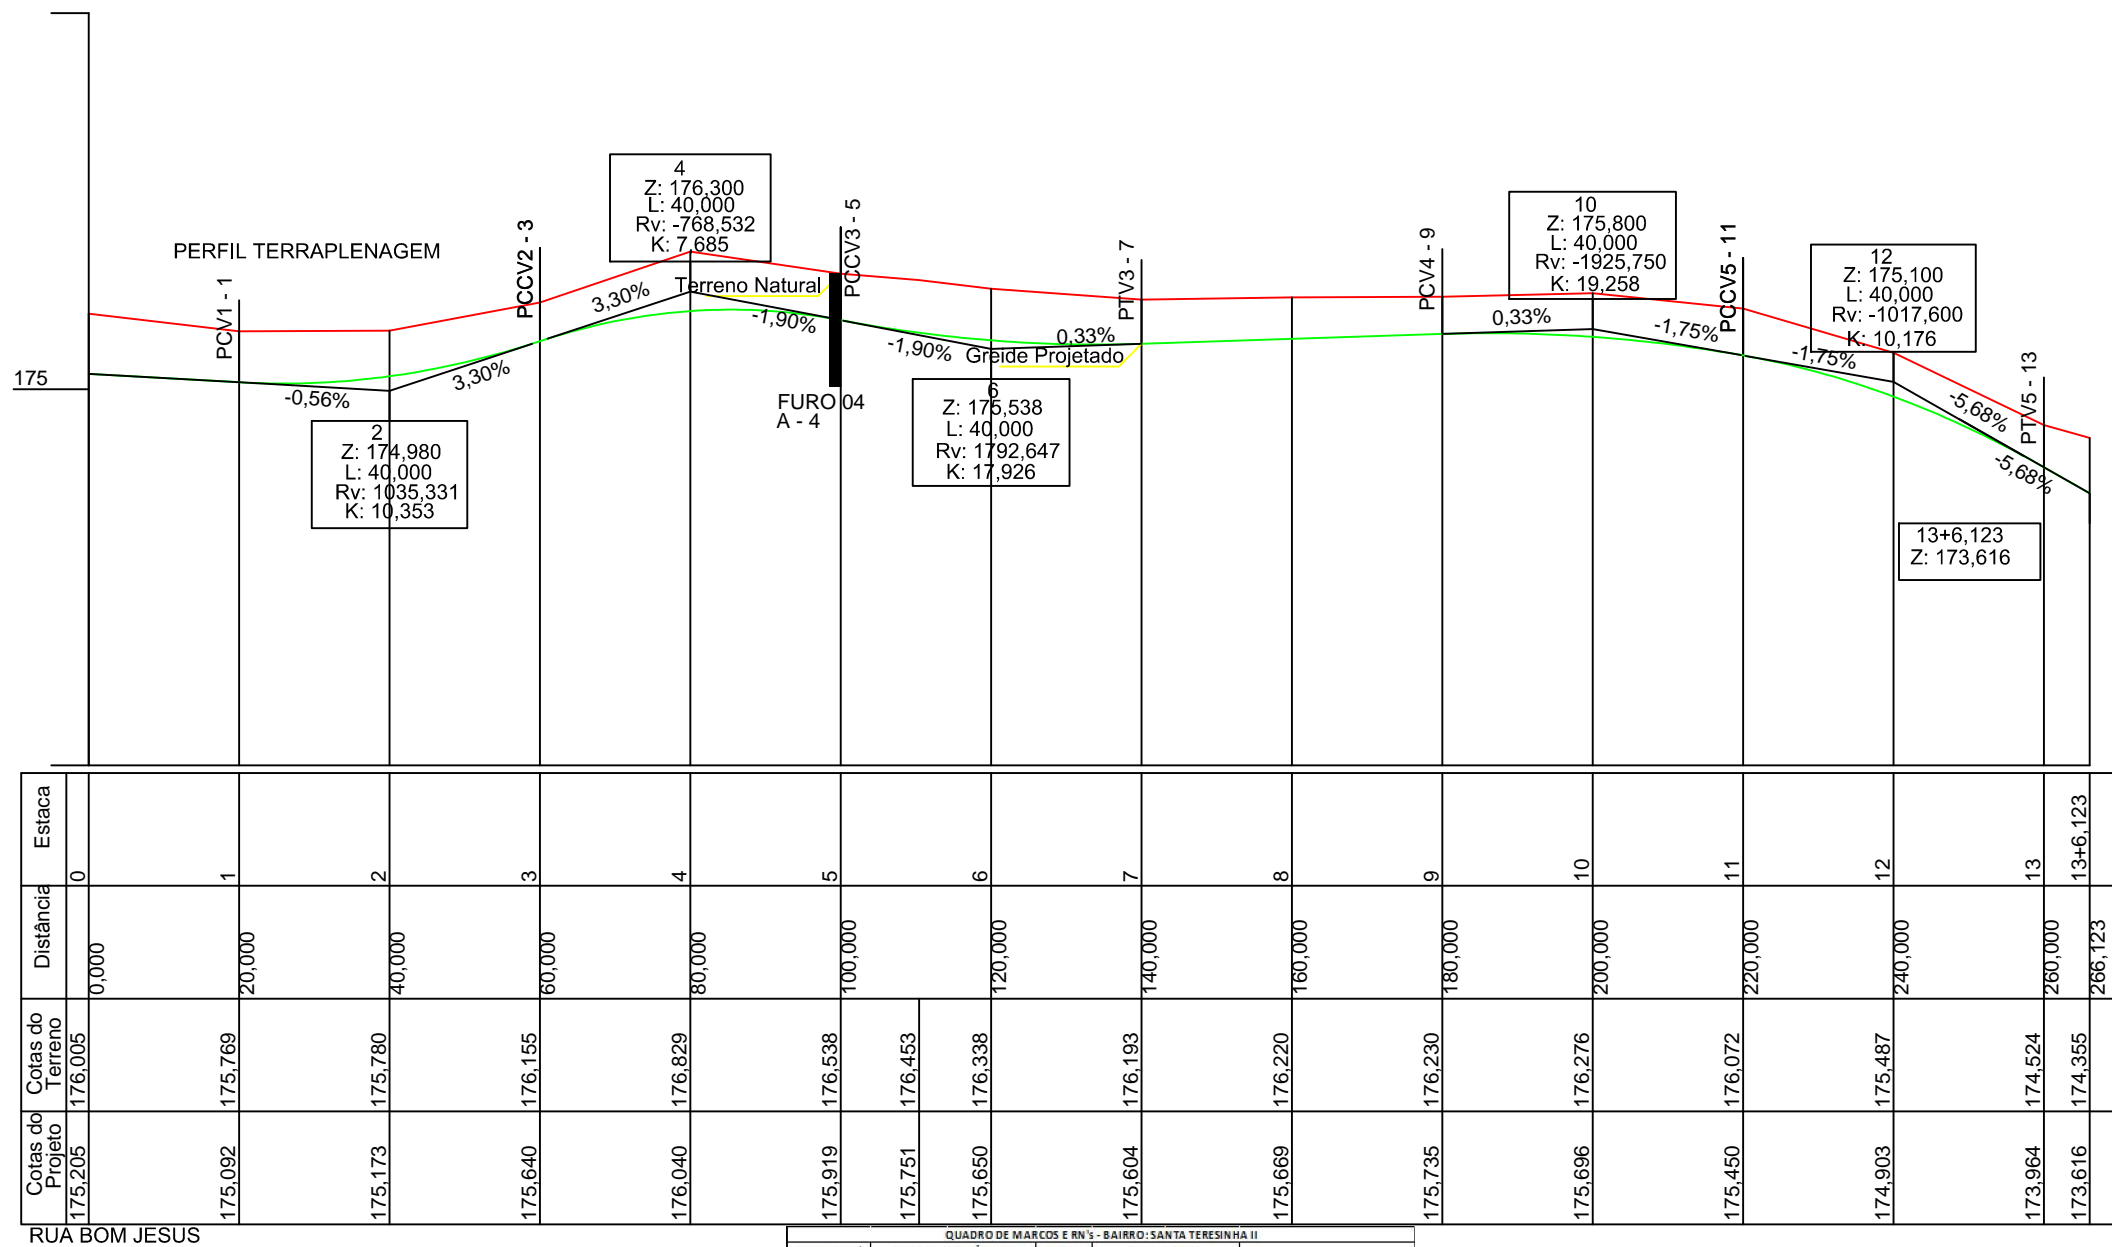 PERFIL TERRAPLENAGEM
175
PCV1 - 1
-0,56%
2
Z: 174,980
L: 40,000
Rv: 1035,331
K: 10,353
PCCV2 - 3
3,30%
3,30%
4
Z: 176,300
L: 40,000
Rv: -768,532
K: 7,685
Terreno Natural
-1,90%
PCCV3 - 5
FURO 04
A - 4
-1,90%
6
Z: 175,538
L: 40,000
Rv: 1792,647
K: 17,926
0,33%
Greide Projetado
PTV3 - 7
PCV4 - 9
0,33%
10
Z: 175,800
L: 40,000
Rv: -1925,750
K: 19,258
-1,75%
PCCV5 - 11
-1,75%
12
Z: 175,100
L: 40,000
Rv: -1017,600
K: 10,176
-5,68%
PTV5 - 13
-5,68%
13+6,123
Z: 173,616
Estaca
0
1
2
3
4
5
6
7
8
9
10
11
12
13
13+6,123
Distância
0,000
20,000
40,000
60,000
80,000
100,000
120,000
140,000
160,000
180,000
200,000
220,000
240,000
260,000
266,123
Cotas do
Terreno
176,005
175,769
175,780
176,155
176,829
176,538
176,453
176,338
176,193
176,220
176,230
176,276
176,072
175,487
174,524
174,355
Cotas do
Projeto
175,205
175,092
175,173
175,640
176,040
175,919
175,751
175,650
175,604
175,669
175,735
175,696
175,450
174,903
173,964
173,616
RUA BOM JESUS
QUADRO DE MARCOS E RN's - BAIRRO: SANTA TERESINHA II